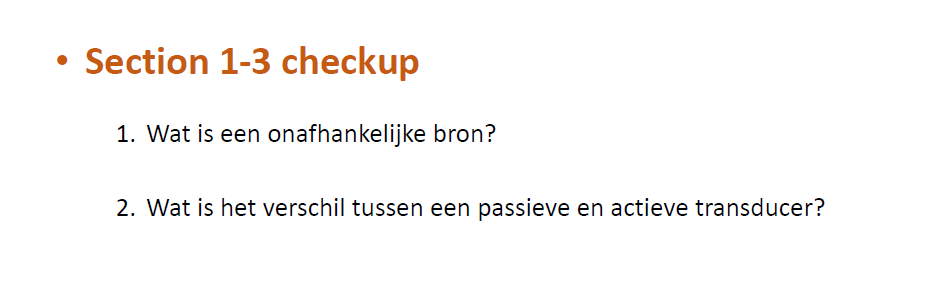 • Section 1-3 checkup
1. Wat is een onafhankelijke bron?
2. Wat is het verschil tussen een passieve en actieve transducer?